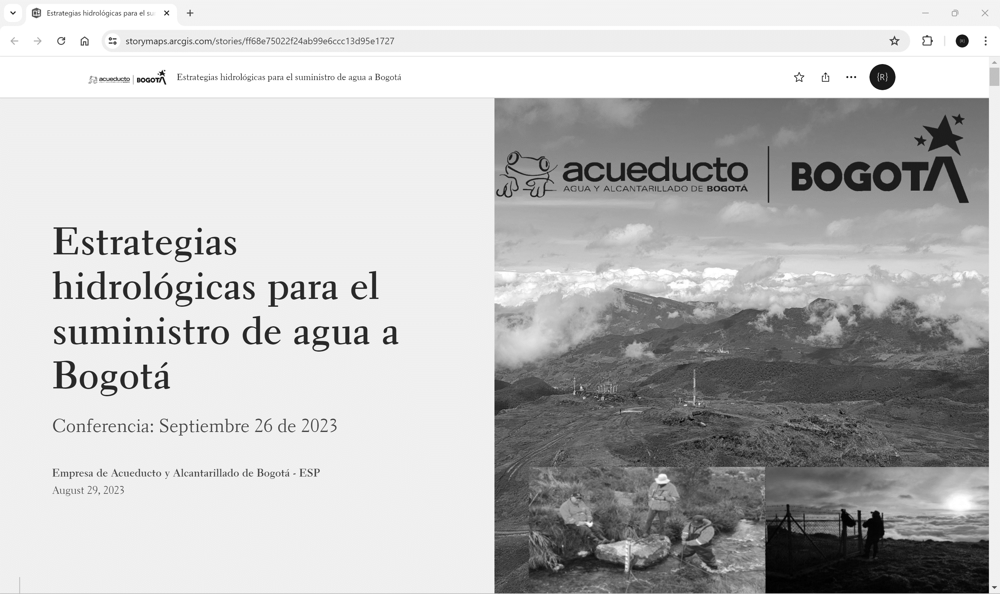 Estrategias hidrológicas para el su
storymaps.arcgis.com/stories/ff68e75022f24ab99e6ccc13d95e1727
{R}
acueducto
BOGOTÁ
Estrategias hidrológicas para el suministro de agua a Bogotá
{R}
acueducto
AGUA Y ALCANTARILLADO DE BOGOTÁ
BOGOTÁ
Estrategias
hidrológicas para el
suministro de agua a
Bogotá
Conferencia: Septiembre 26 de 2023
Empresa de Acueducto y Alcantarillado de Bogotá - ESP
August 29, 2023